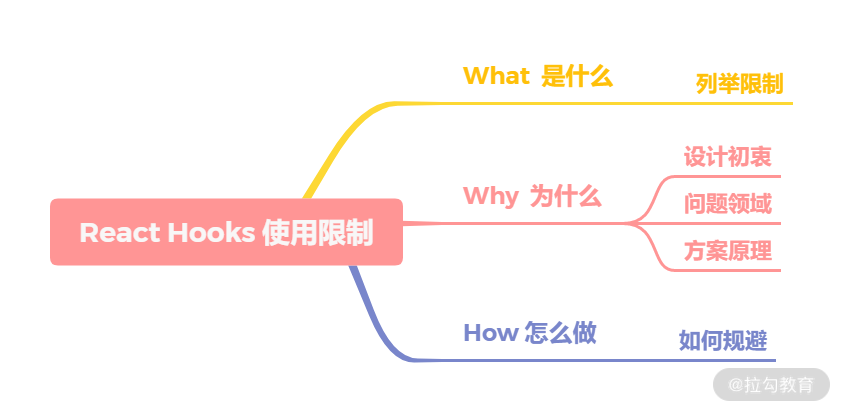 React Hooks 使用限制
What 是什么
列举限制
Why 为什么
设计初衷
问题领域
方案原理
How 怎么做
如何规避
@拉勾教育